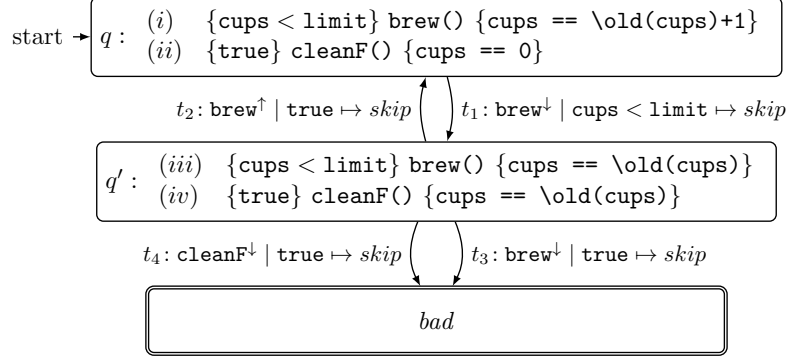 start q : (i) {cups < limit} brew() {cups == \old(cups)+1}
(ii) {true} cleanF() {cups == 0}
t₂: brew↑ | true ↦ skip t₁: brew↓ | cups < limit ↦ skip
q′ : (iii) {cups < limit} brew() {cups == \old(cups)}
(iv) {true} cleanF() {cups == \old(cups)}
t₄: cleanF↓ | true ↦ skip t₃: brew↓ | true ↦ skip
bad